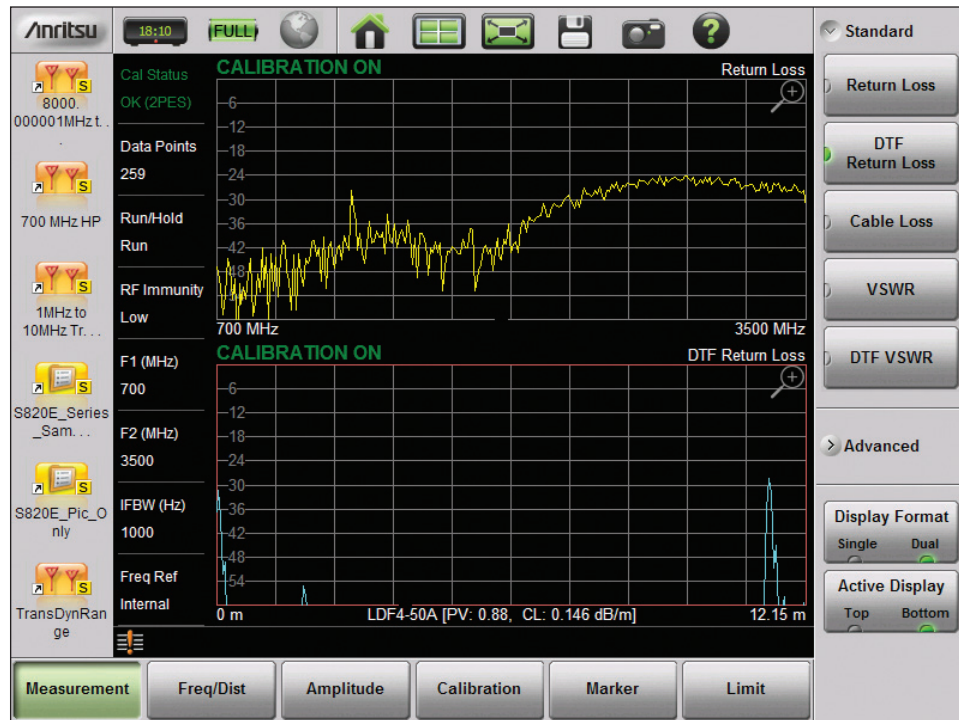 Anritsu
18:10
FULL
?
Standard
8000.
000001MHz t. .
.
S
700 MHz HP
S
1MHz to
10MHz Tr. . .
S
S820E_Series
_Sam. . .
S
S820E_Pic_O
nly
S
TransDynRan
ge
S
Cal Status
OK (2PES)
Data Points
259
Run/Hold
Run
RF Immunity
Low
F1 (MHz)
700
F2 (MHz)
3500
IFBW (Hz)
1000
Freq Ref
Internal
CALIBRATION ON
Return Loss
-6
-12
-18
-24
-30
-36
-42
-48
700 MHz
3500 MHz
CALIBRATION ON
DTF Return Loss
-6
-12
-18
-24
-30
-36
-42
-48
-54
0 m
LDF4-50A [PV: 0.88, CL: 0.146 dB/m]
12.15 m
Return Loss
DTF
Return Loss
Cable Loss
VSWR
DTF VSWR
Advanced
Display Format
Single Dual
Active Display
Top Bottom
Measurement
Freq/Dist
Amplitude
Calibration
Marker
Limit